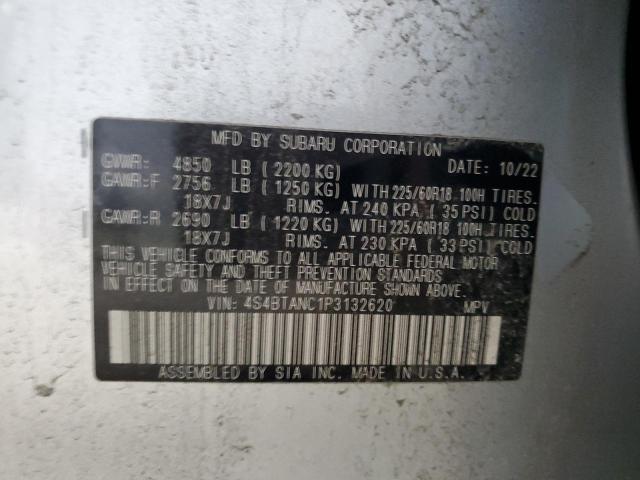 MFD BY SUBARU CORPORATION
GVWR: 4850 LB ( 2200 KG) DATE: 10/22
GAWR:F 2756 LB ( 1250 KG) WITH 225/60R18 100H TIRES.
18X7J RIMS. AT 240 KPA ( 35 PSI) COLD
GAWR:R 2690 LB ( 1220 KG) WITH 225/60R18 100H TIRES.
18X7J RIMS. AT 230 KPA ( 33 PSI) COLD
THIS VEHICLE CONFORMS TO ALL APPLICABLE FEDERAL MOTOR
VEHICLE SAFETY AND THEFT PREVENTION STANDARDS
IN EFFECT ON THE DATE OF MANUFACTURE SHOWN ABOVE.
VIN: 4S4BTANC1P3132620 MPV
ASSEMBLED BY SIA INC. MADE IN U.S.A.